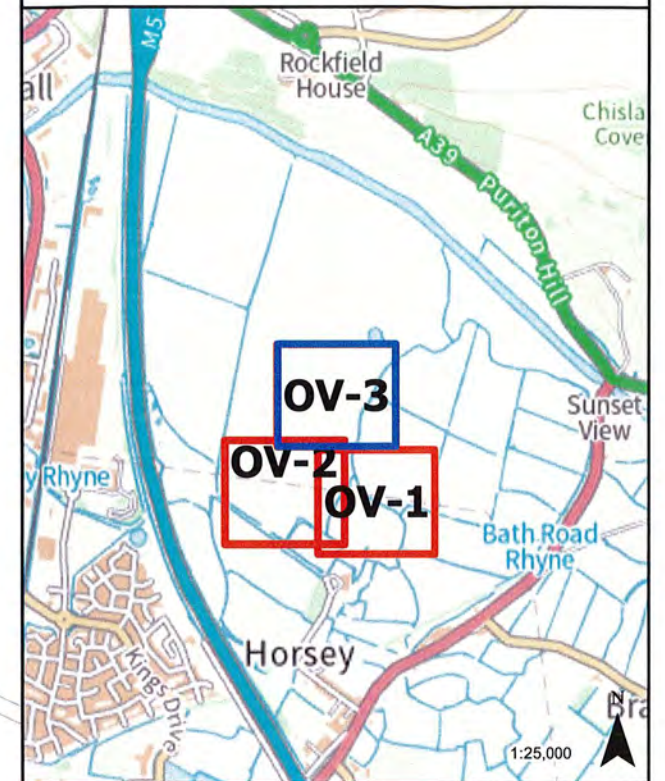 M5
Rockfield
House
all
Chisla
Cove
A39
Puriton Hill
OV-3
Sunset
View
OV-2
y Rhyne
OV-1
Bath Road
Rhyne
Horsey
Kings Drive
N
Bra
1:25,000